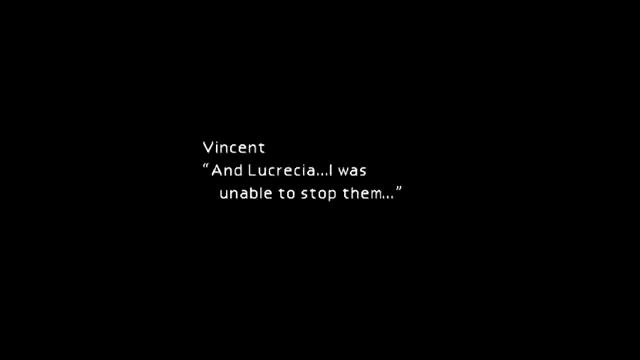 Vincent
“And Lucrecia...I was
unable to stop them...”